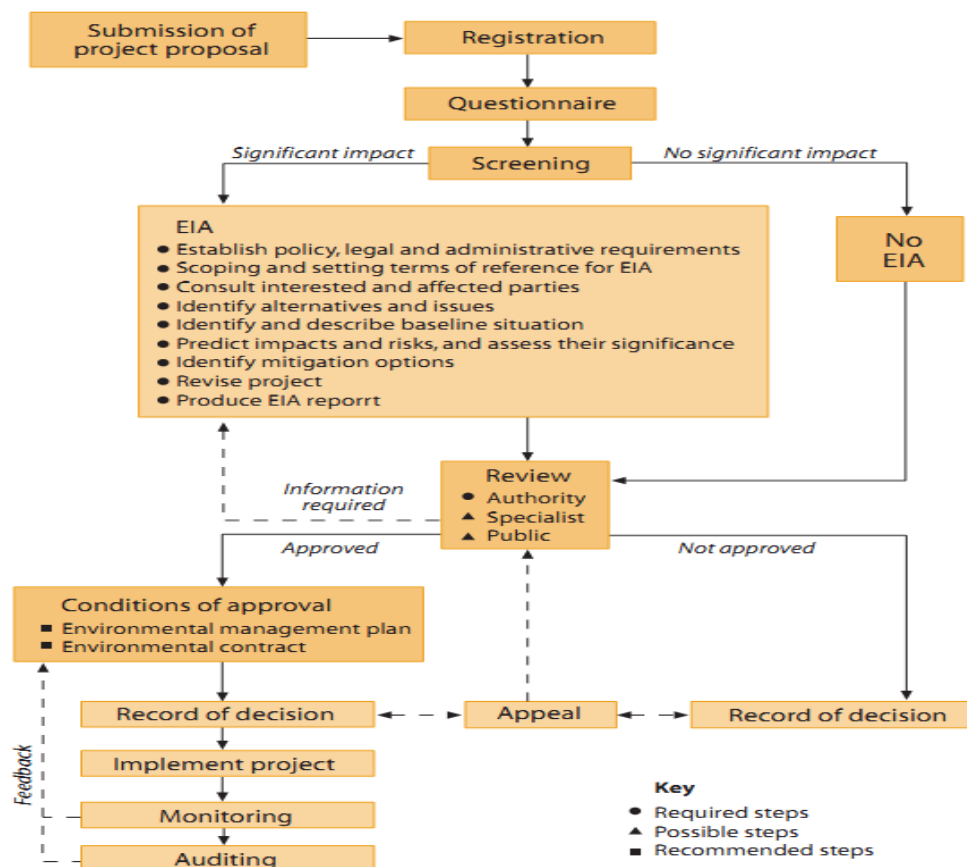 Submission of
project proposal
Registration
Questionnaire
Significant impact
Screening
No significant impact
EIA
● Establish policy, legal and administrative requirements
● Scoping and setting terms of reference for EIA
● Consult interested and affected parties
● Identify alternatives and issues
● Identify and describe baseline situation
● Predict impacts and risks, and assess their significance
● Identify mitigation options
● Revise project
● Produce EIA reporrt
No
EIA
Review
● Authority
▲ Specialist
▲ Public
Information
required
Approved
Not approved
Conditions of approval
■ Environmental management plan
■ Environmental contract
Record of decision
Appeal
Record of decision
Implement project
Feedback
Monitoring
Auditing
Key
● Required steps
▲ Possible steps
■ Recommended steps